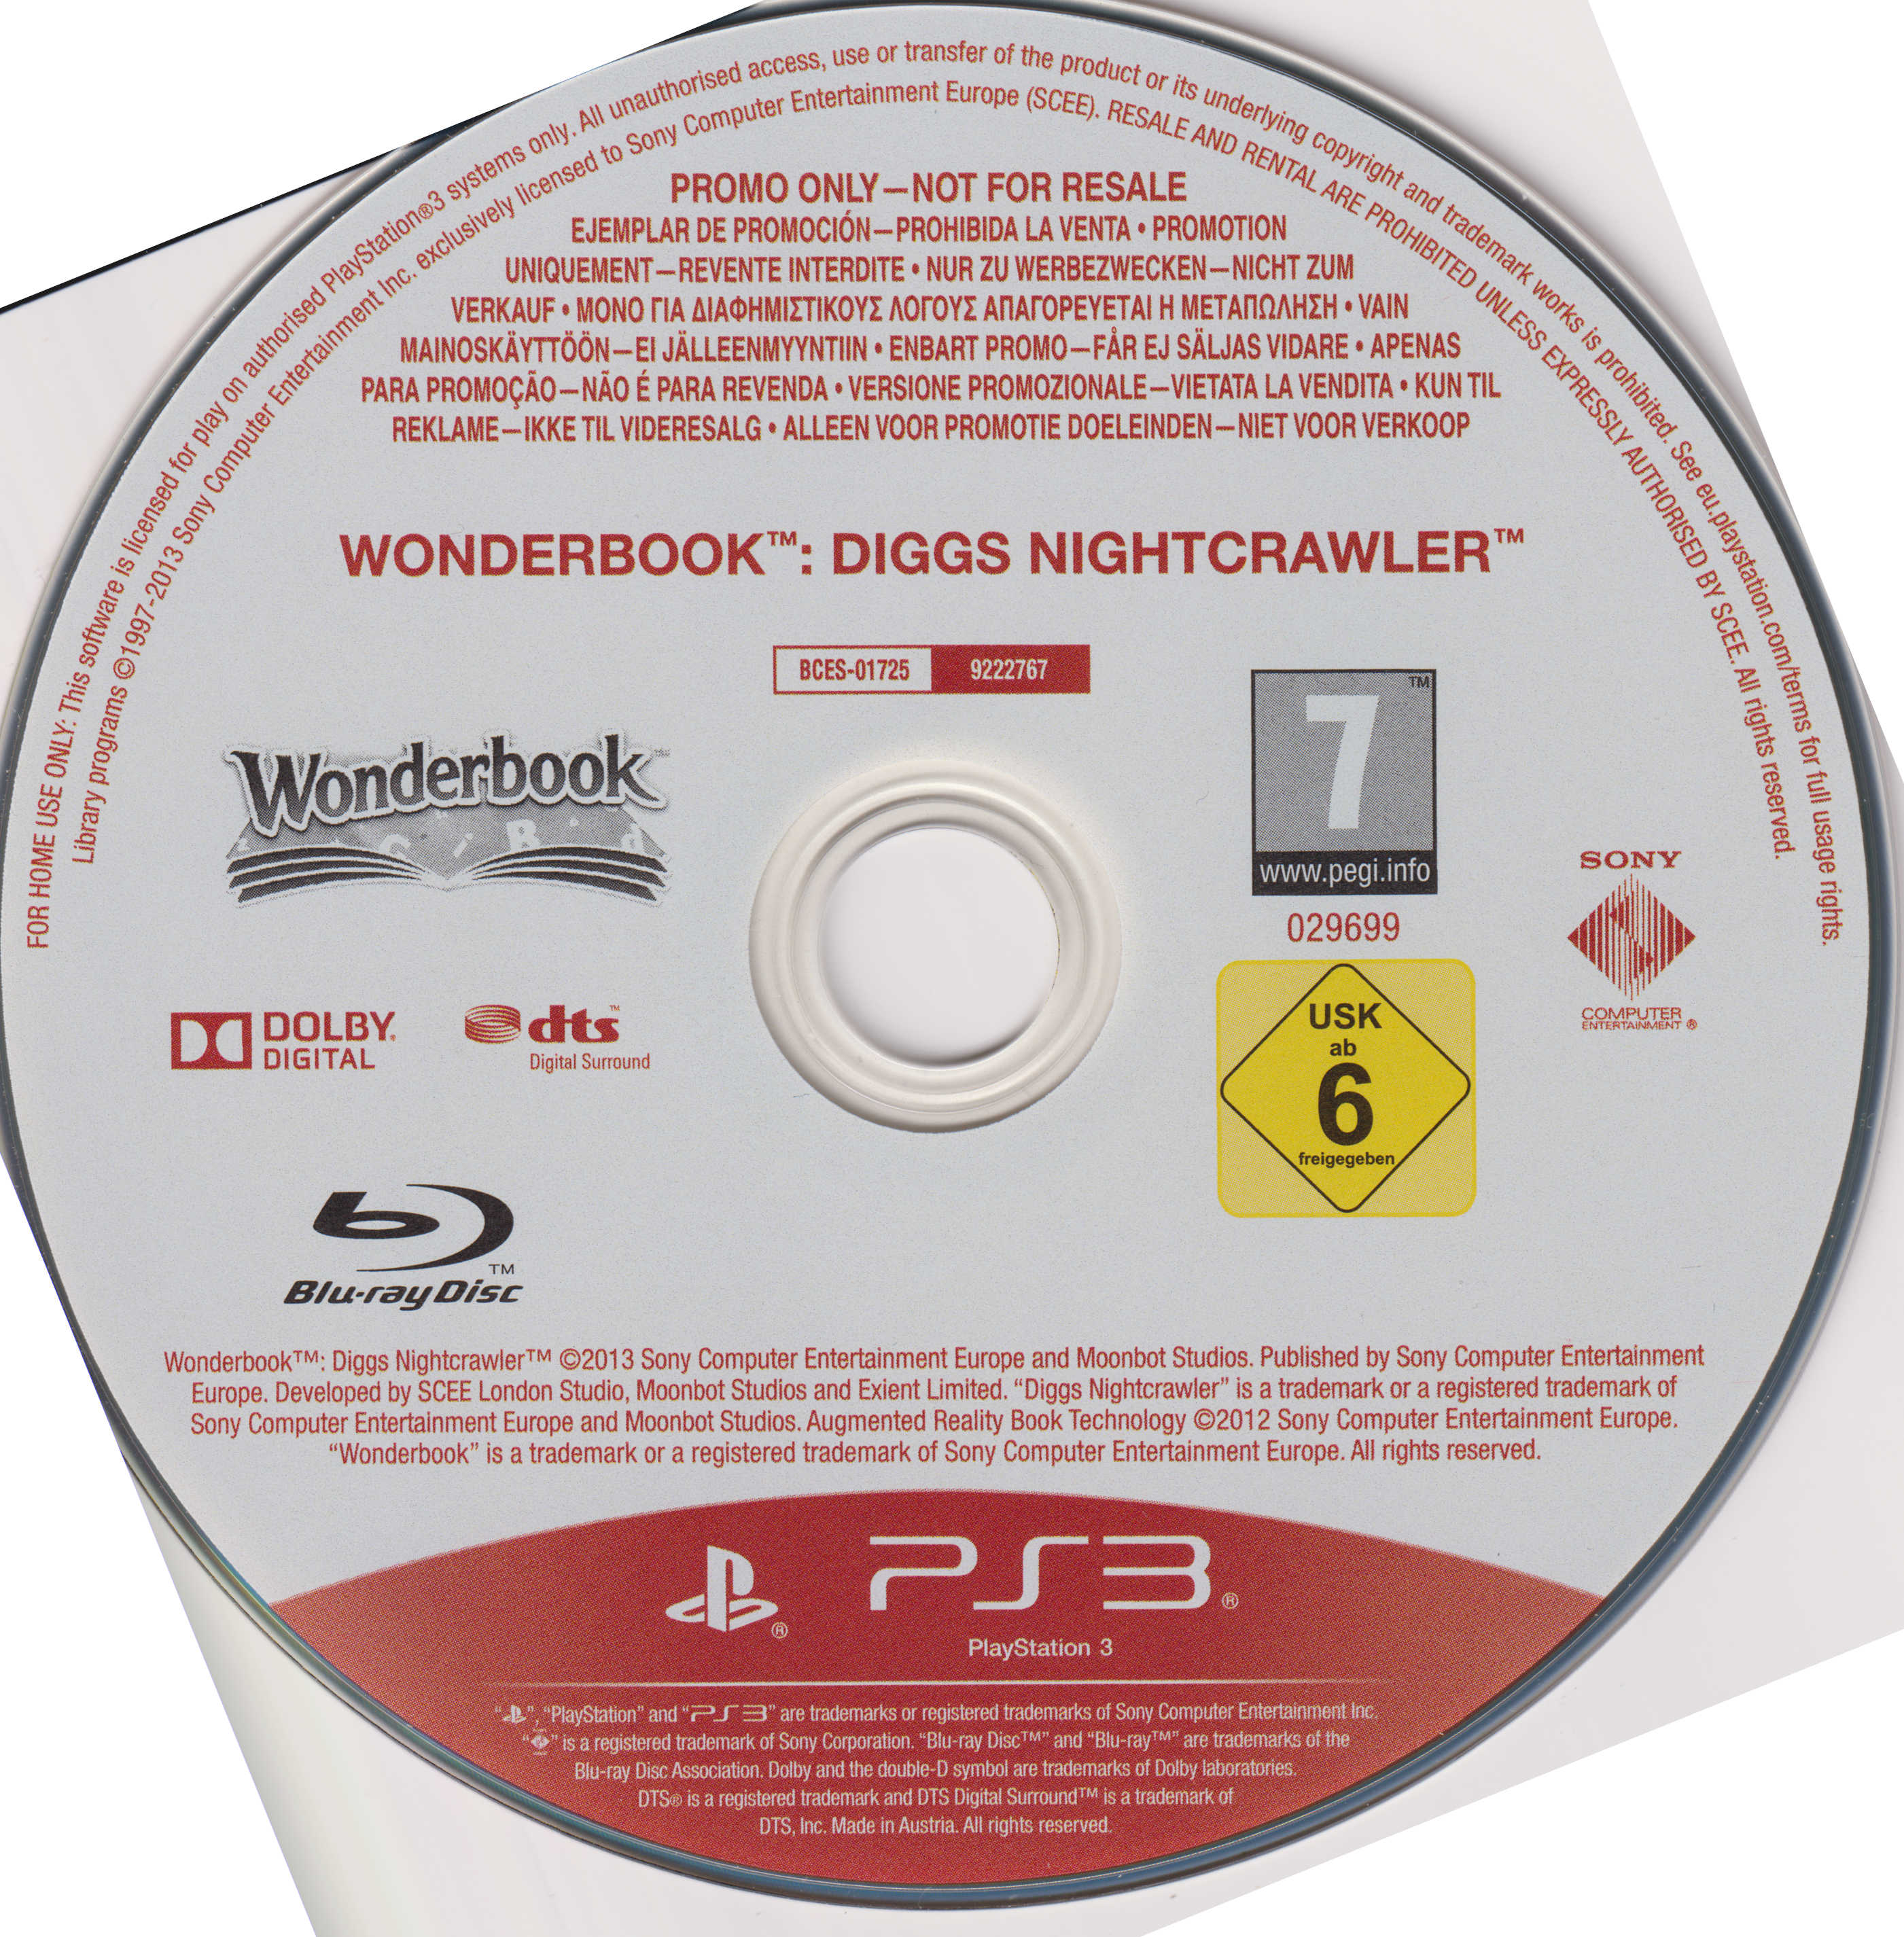 FOR HOME USE ONLY: This software is licensed for play on authorised PlayStation®3 systems only. All unauthorised access, use or transfer of the product or its underlying copyright and trademark works is prohibited. See eu.playstation.com/terms for full usage rights.
Library programs ©1997-2013 Sony Computer Entertainment Inc. exclusively licensed to Sony Computer Entertainment Europe (SCEE). RESALE AND RENTAL ARE PROHIBITED UNLESS EXPRESSLY AUTHORISED BY SCEE. All rights reserved.
PROMO ONLY—NOT FOR RESALE
EJEMPLAR DE PROMOCIÓN—PROHIBIDA LA VENTA • PROMOTION
UNIQUEMENT—REVENTE INTERDITE • NUR ZU WERBEZWECKEN—NICHT ZUM
VERKAUF • ΜΟΝΟ ΓΙΑ ΔΙΑΦΗΜΙΣΤΙΚΟΥΣ ΛΟΓΟΥΣ ΑΠΑΓΟΡΕΥΕΤΑΙ Η ΜΕΤΑΠΩΛΗΣΗ • VAIN
MAINOSKÄYTTÖÖN—EI JÄLLEENMYYNTIIN • ENBART PROMO—FÅR EJ SÄLJAS VIDARE • APENAS
PARA PROMOÇÃO—NÃO É PARA REVENDA • VERSIONE PROMOZIONALE—VIETATA LA VENDITA • KUN TIL
REKLAME—IKKE TIL VIDERESALG • ALLEEN VOOR PROMOTIE DOELEINDEN—NIET VOOR VERKOOP
WONDERBOOK™: DIGGS NIGHTCRAWLER™
BCES-01725 9222767
Wonderbook™
7™
www.pegi.info
029699
SONY
COMPUTER
ENTERTAINMENT®
DOLBY®
DIGITAL
dts™
Digital Surround
USK
ab
6
freigegeben
Blu-ray Disc™
Wonderbook™: Diggs Nightcrawler™ ©2013 Sony Computer Entertainment Europe and Moonbot Studios. Published by Sony Computer Entertainment
Europe. Developed by SCEE London Studio, Moonbot Studios and Exient Limited. “Diggs Nightcrawler” is a trademark or a registered trademark of
Sony Computer Entertainment Europe and Moonbot Studios. Augmented Reality Book Technology ©2012 Sony Computer Entertainment Europe.
“Wonderbook” is a trademark or a registered trademark of Sony Computer Entertainment Europe. All rights reserved.
® PS3®
PlayStation 3
“ ”, “PlayStation” and “PS3” are trademarks or registered trademarks of Sony Computer Entertainment Inc.
“ ” is a registered trademark of Sony Corporation. “Blu-ray Disc™” and “Blu-ray™” are trademarks of the
Blu-ray Disc Association. Dolby and the double-D symbol are trademarks of Dolby laboratories.
DTS® is a registered trademark and DTS Digital Surround™ is a trademark of
DTS, Inc. Made in Austria. All rights reserved.